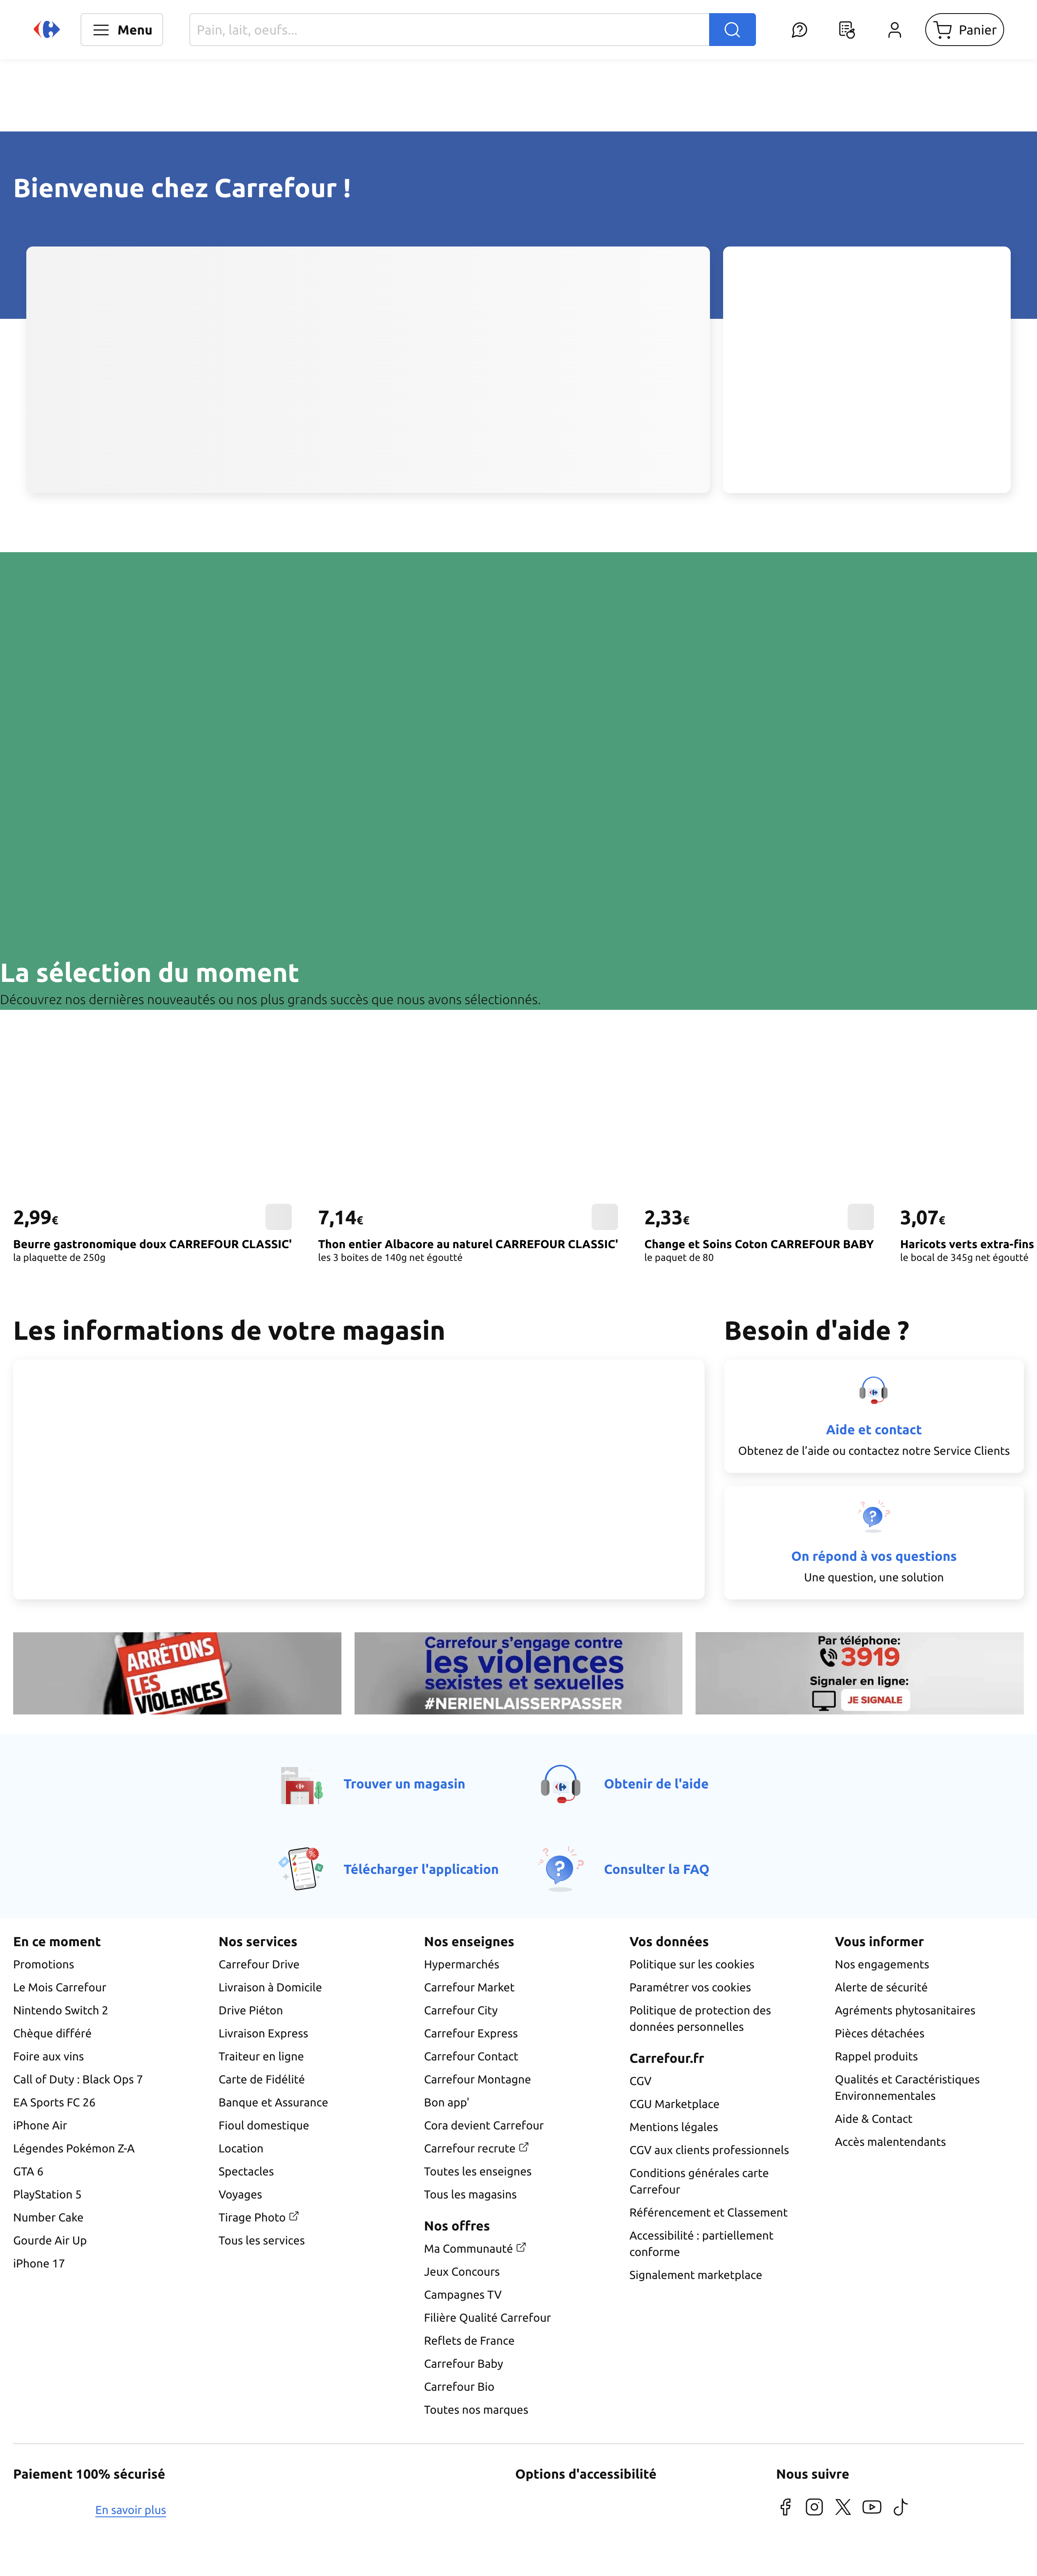 Menu
Pain, lait, oeufs...
Panier
Bienvenue chez Carrefour !
La sélection du moment
Découvrez nos dernières nouveautés ou nos plus grands succès que nous avons sélectionnés.
2,99€
Beurre gastronomique doux CARREFOUR CLASSIC'
la plaquette de 250g
7,14€
Thon entier Albacore au naturel CARREFOUR CLASSIC'
les 3 boites de 140g net égoutté
2,33€
Change et Soins Coton CARREFOUR BABY
le paquet de 80
3,07€
Haricots verts extra-fins
le bocal de 345g net égoutté
Les informations de votre magasin
Besoin d'aide ?
Aide et contact
Obtenez de l’aide ou contactez notre Service Clients
On répond à vos questions
Une question, une solution
ARRÊTONS
LES
VIOLENCES
Carrefour s’engage contre
les violences
sexistes et sexuelles
#NERIENLAISSERPASSER
Par téléphone:
3919
Signaler en ligne:
JE SIGNALE
Trouver un magasin
Obtenir de l'aide
Télécharger l'application
Consulter la FAQ
En ce moment
Promotions
Le Mois Carrefour
Nintendo Switch 2
Chèque différé
Foire aux vins
Call of Duty : Black Ops 7
EA Sports FC 26
iPhone Air
Légendes Pokémon Z-A
GTA 6
PlayStation 5
Number Cake
Gourde Air Up
iPhone 17
Nos services
Carrefour Drive
Livraison à Domicile
Drive Piéton
Livraison Express
Traiteur en ligne
Carte de Fidélité
Banque et Assurance
Fioul domestique
Location
Spectacles
Voyages
Tirage Photo
Tous les services
Nos enseignes
Hypermarchés
Carrefour Market
Carrefour City
Carrefour Express
Carrefour Contact
Carrefour Montagne
Bon app'
Cora devient Carrefour
Carrefour recrute
Toutes les enseignes
Tous les magasins
Nos offres
Ma Communauté
Jeux Concours
Campagnes TV
Filière Qualité Carrefour
Reflets de France
Carrefour Baby
Carrefour Bio
Toutes nos marques
Vos données
Politique sur les cookies
Paramétrer vos cookies
Politique de protection des
données personnelles
Carrefour.fr
CGV
CGU Marketplace
Mentions légales
CGV aux clients professionnels
Conditions générales carte
Carrefour
Référencement et Classement
Accessibilité : partiellement
conforme
Signalement marketplace
Vous informer
Nos engagements
Alerte de sécurité
Agréments phytosanitaires
Pièces détachées
Rappel produits
Qualités et Caractéristiques
Environnementales
Aide & Contact
Accès malentendants
Paiement 100% sécurisé
En savoir plus
Options d'accessibilité
Nous suivre